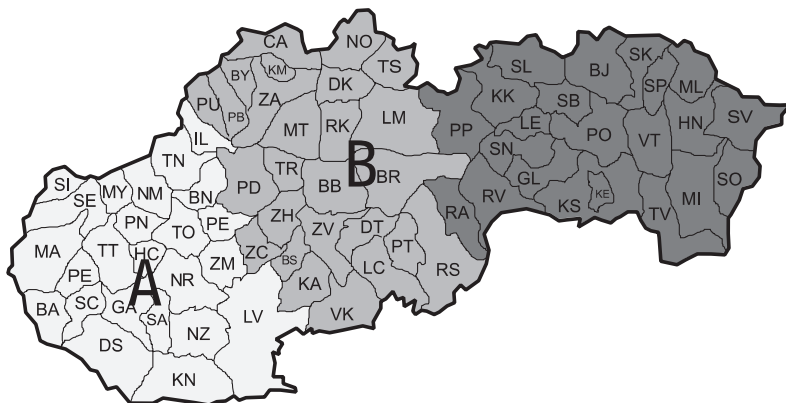 CA NO
BY KM TS
PU PB ZA DK
IL MT RK LM
TN TR B
SI SE MY NM BN PD BB BR
PN TO PE ZH ZV DT
MA TT HC ZM ZC BS PT
PE A NR KA LC RS
BA SC GA SA LV VK
DS NZ
KN
SL BJ SK
KK SB SP ML
PP LE PO HN SV
SN VT
RA RV GL KS KE TV MI SO